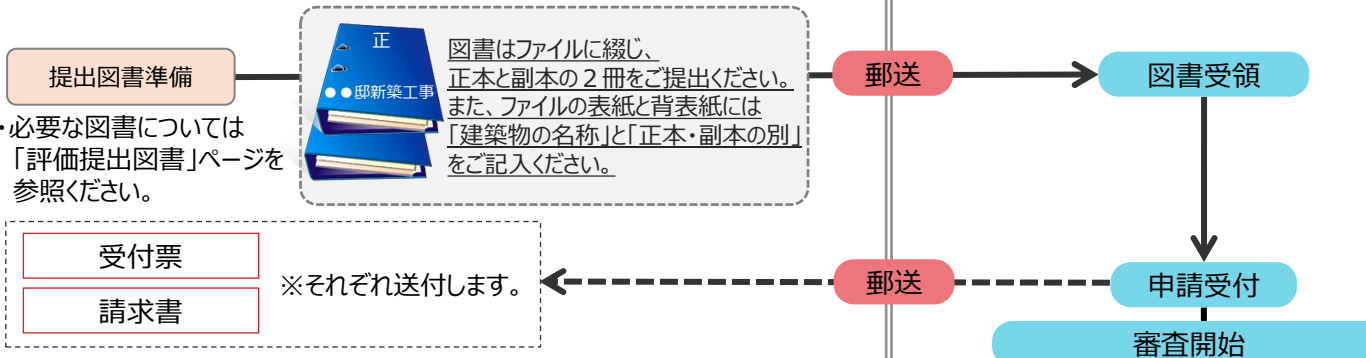 提出図書準備
・必要な図書については
「評価提出図書」ページを
参照ください。
正
●●邸新築工事
図書はファイルに綴じ、
正本と副本の２冊をご提出ください。
また、ファイルの表紙と背表紙には
「建築物の名称」と「正本・副本の別」
をご記入ください。
郵送
図書受領
受付票
請求書
※それぞれ送付します。
郵送
申請受付
審査開始